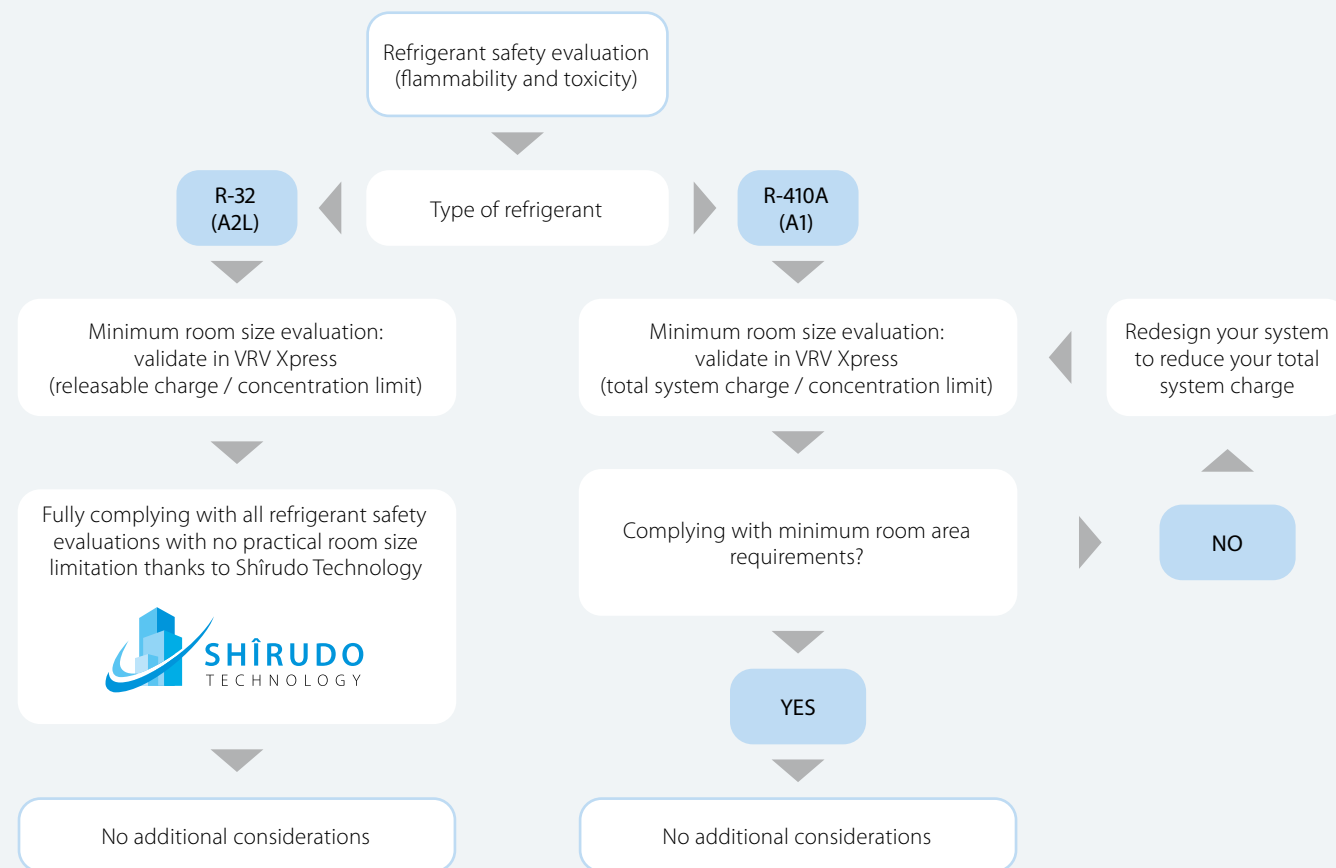 Refrigerant safety evaluation
(flammability and toxicity)
R-32
(A2L)
Type of refrigerant
R-410A
(A1)
Minimum room size evaluation:
validate in VRV Xpress
(releasable charge / concentration limit)
Minimum room size evaluation:
validate in VRV Xpress
(total system charge / concentration limit)
Redesign your system
to reduce your total
system charge
Fully complying with all refrigerant safety
evaluations with no practical room size
limitation thanks to Shîrudo Technology
SHÎRUDO
TECHNOLOGY
Complying with minimum room area
requirements?
NO
YES
No additional considerations
No additional considerations